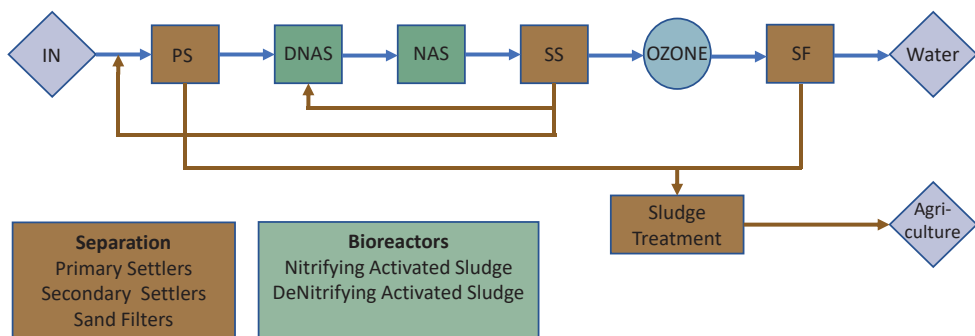 IN
PS
DNAS
NAS
SS
OZONE
SF
Water
Sludge
Treatment
Agri-
culture
Separation
Primary Settlers
Secondary Settlers
Sand Filters
Bioreactors
Nitrifying Activated Sludge
DeNitrifying Activated Sludge